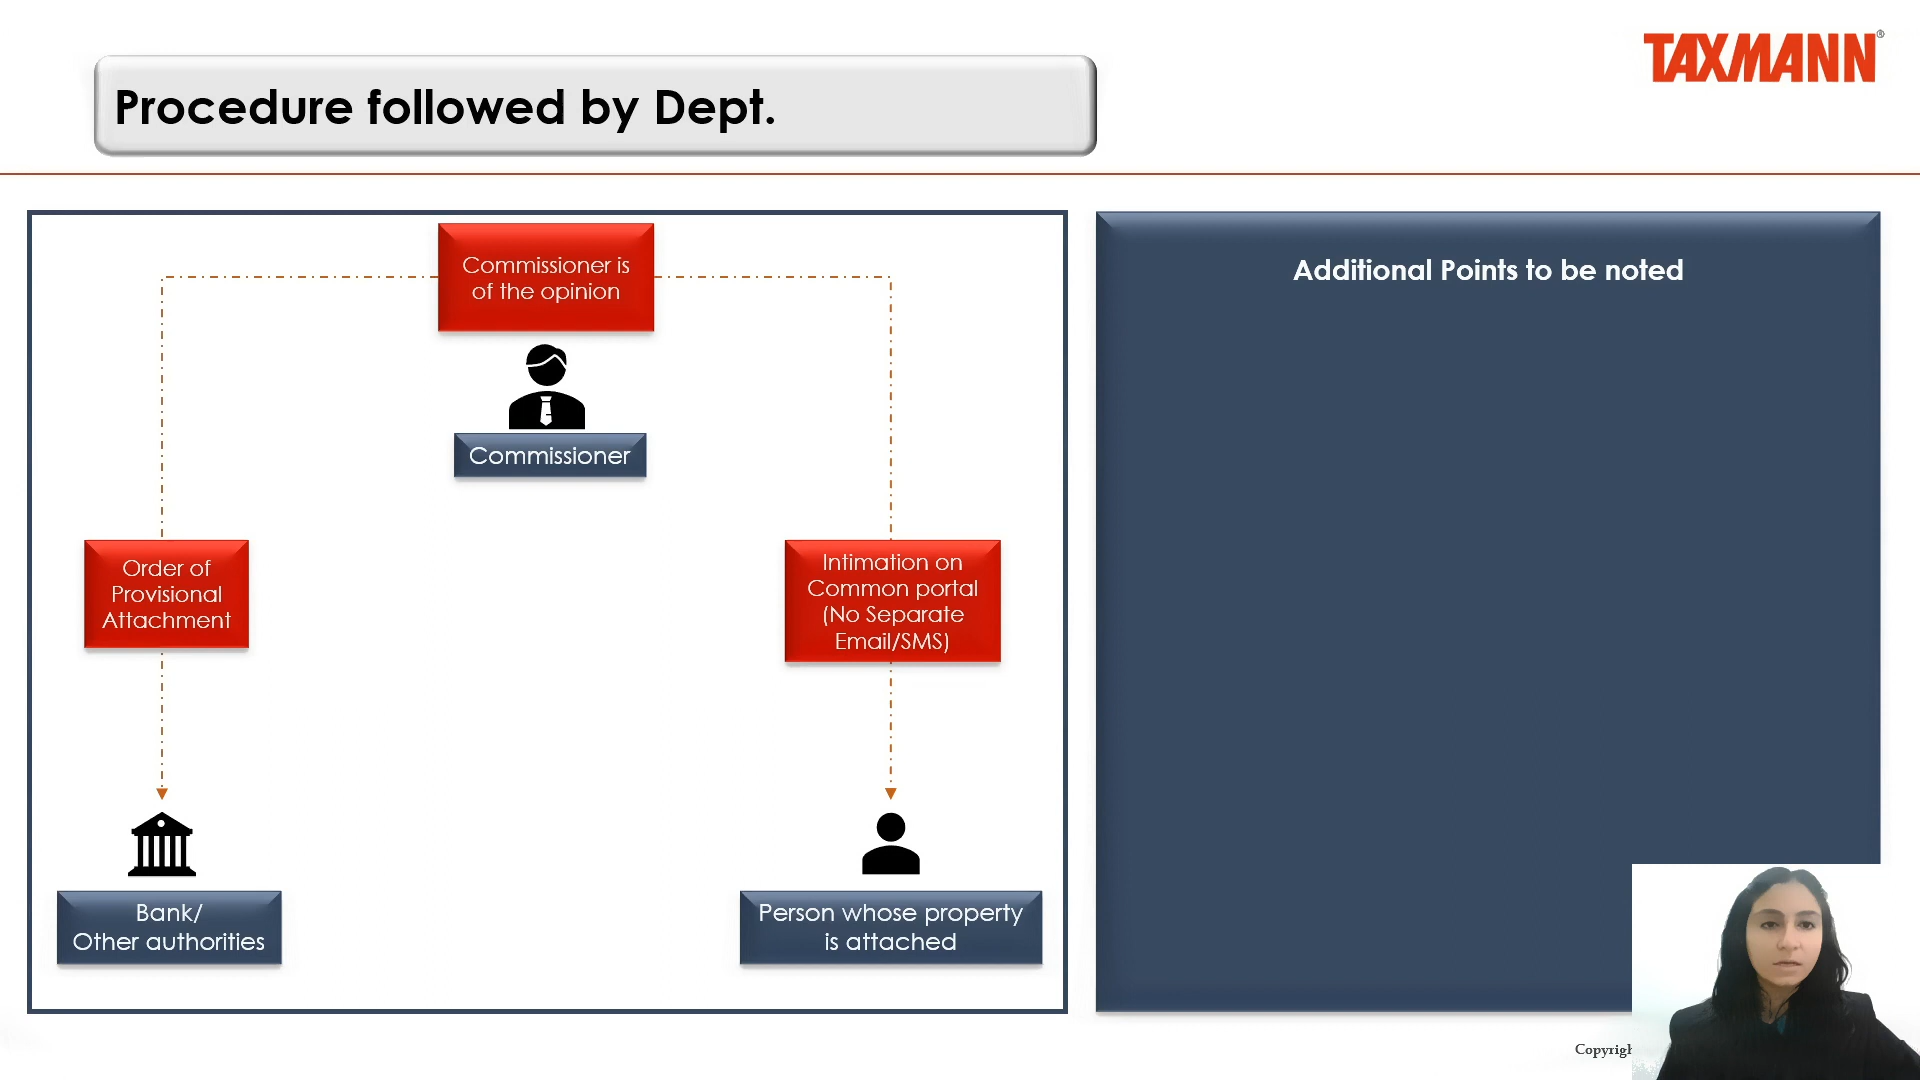 TAXMANN®
Procedure followed by Dept.
Commissioner is
of the opinion
Commissioner
Order of
Provisional
Attachment
Intimation on
Common portal
(No Separate
Email/SMS)
Bank/
Other authorities
Person whose property
is attached
Additional Points to be noted